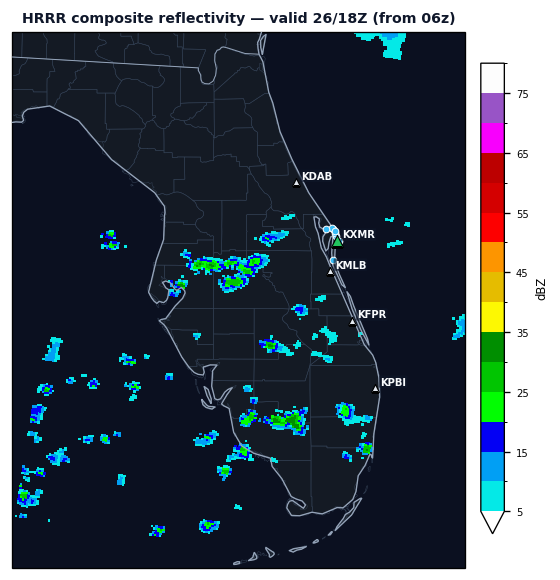 HRRR composite reflectivity — valid 26/18Z (from 06z)
KDAB
KXMR
KMLB
KFPR
KPBI
75
65
55
45
35
25
15
5
dBZ